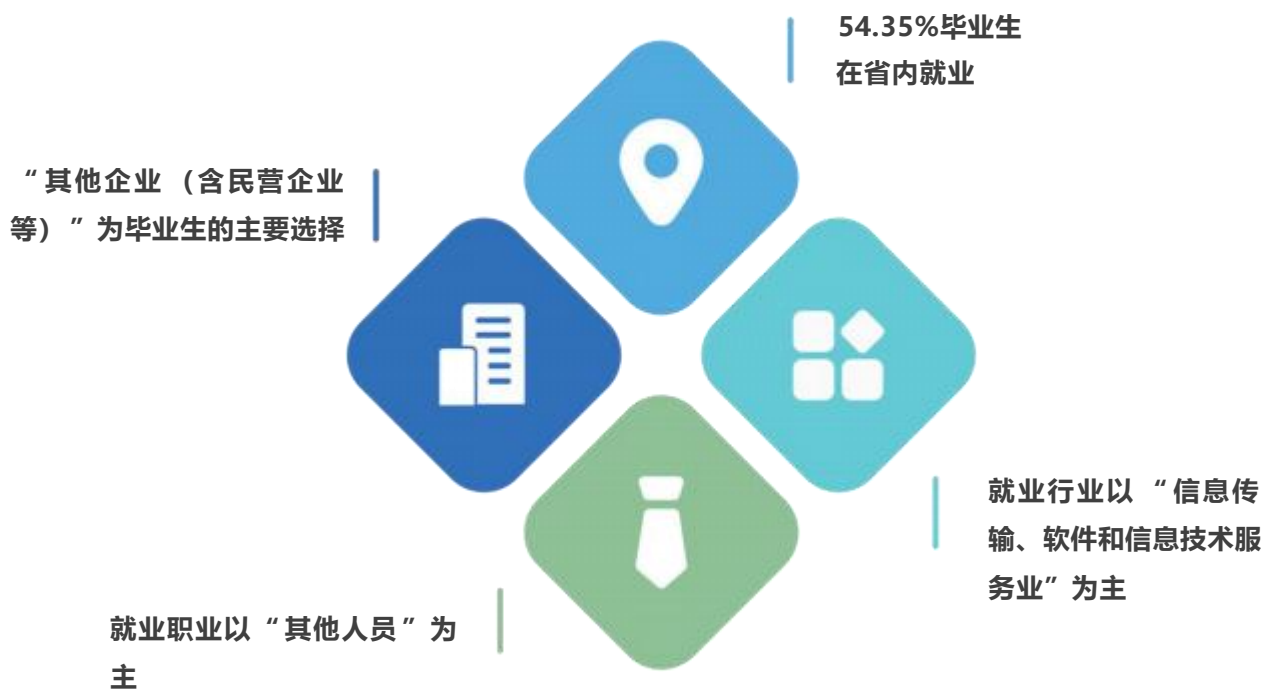 54.35%毕业生
在省内就业
“其他企业（含民营企业
等）”为毕业生的主要选择
就业行业以“信息传
输、软件和信息技术服
务业”为主
就业职业以“其他人员”为
主